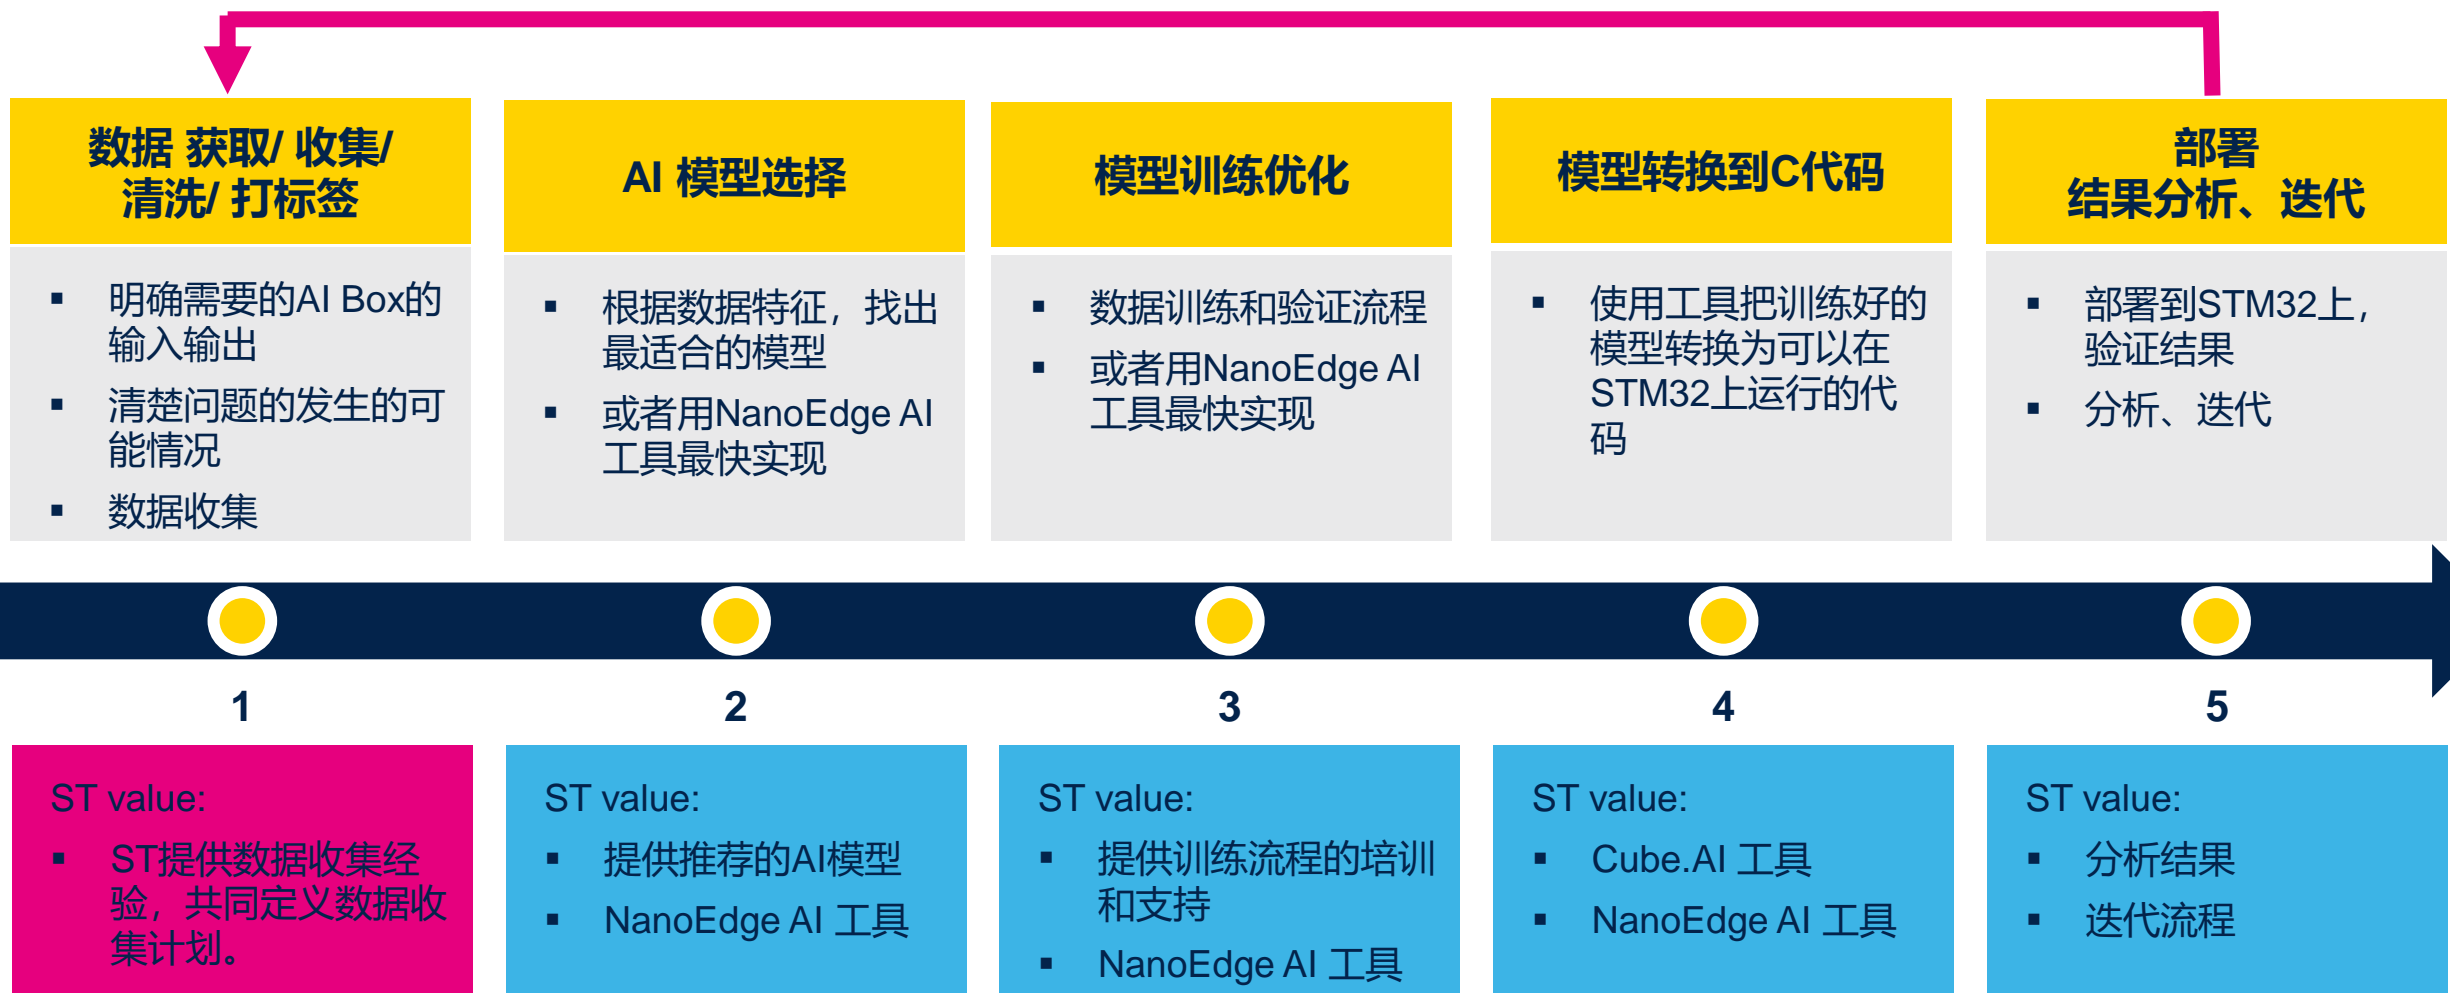 数据 获取/ 收集/
清洗/ 打标签
▪ 明确需要的AI Box的
输入输出
▪ 清楚问题的发生的可
能情况
▪ 数据收集
AI 模型选择
▪ 根据数据特征，找出
最适合的模型
▪ 或者用NanoEdge AI
工具最快实现
模型训练优化
▪ 数据训练和验证流程
▪ 或者用NanoEdge AI
工具最快实现
模型转换到C代码
▪ 使用工具把训练好的
模型转换为可以在
STM32上运行的代
码
部署
结果分析、迭代
▪ 部署到STM32上，
验证结果
▪ 分析、迭代
1
2
3
4
5
ST value:
▪ ST提供数据收集经
验，共同定义数据收
集计划。
ST value:
▪ 提供推荐的AI模型
▪ NanoEdge AI 工具
ST value:
▪ 提供训练流程的培训
和支持
▪ NanoEdge AI 工具
ST value:
▪ Cube.AI 工具
▪ NanoEdge AI 工具
ST value:
▪ 分析结果
▪ 迭代流程